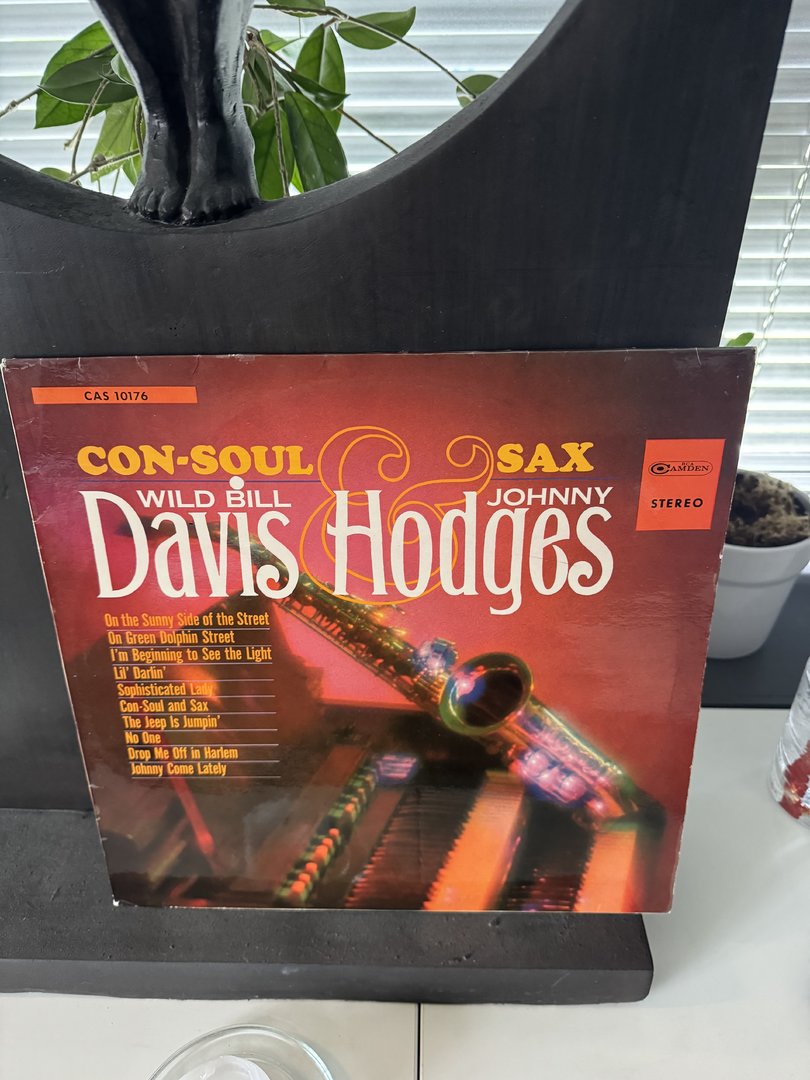 CAS 10176
CON-SOUL & SAX
WILD BILL JOHNNY
Davis Hodges
RCA
CAMDEN
STEREO
On the Sunny Side of the Street
On Green Dolphin Street
I'm Beginning to See the Light
Lil' Darlin'
Sophisticated Lady
Con-Soul and Sax
The Jeep Is Jumpin'
No One
Drop Me Off in Harlem
Johnny Come Lately